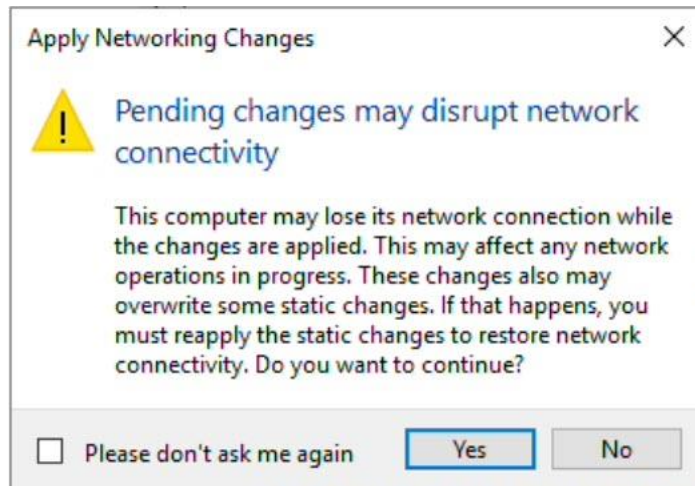 Apply Networking Changes
Pending changes may disrupt network
connectivity
This computer may lose its network connection while
the changes are applied. This may affect any network
operations in progress. These changes also may
overwrite some static changes. If that happens, you
must reapply the static changes to restore network
connectivity. Do you want to continue?
Please don't ask me again
Yes
No